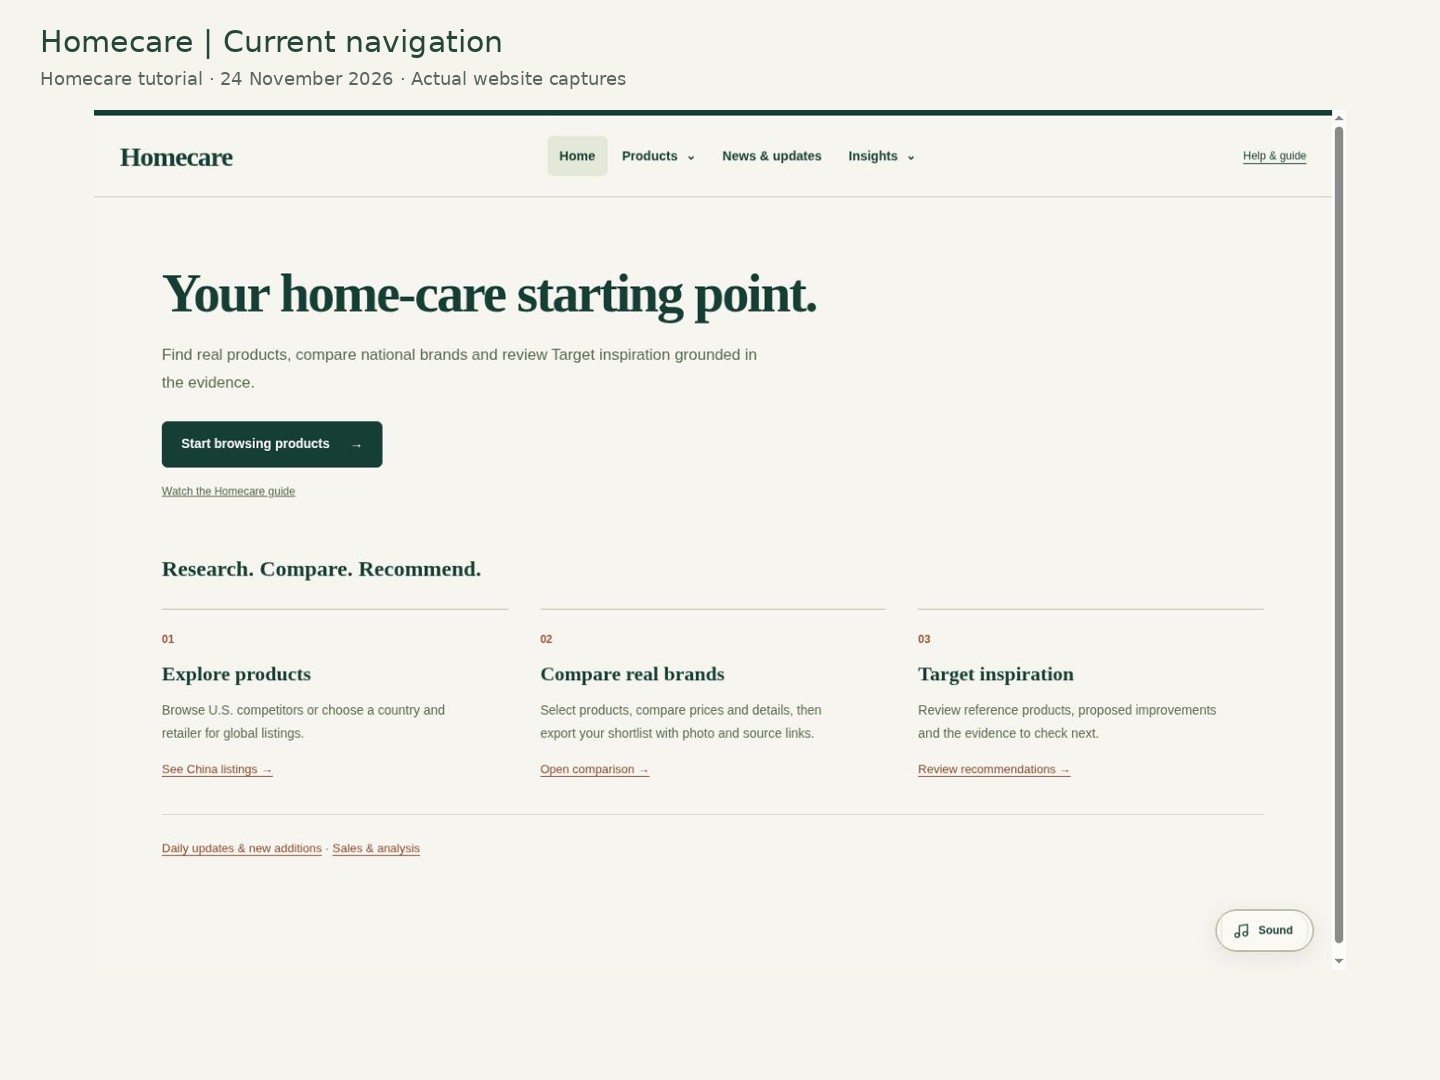 Homecare | Current navigation
Homecare tutorial · 24 November 2026 · Actual website captures
Homecare
Home
Products
News & updates
Insights
Help & guide
Your home-care starting point.
Find real products, compare national brands and review Target inspiration grounded in
the evidence.
Start browsing products →
Watch the Homecare guide
Research. Compare. Recommend.
01
Explore products
Browse U.S. competitors or choose a country and
retailer for global listings.
See China listings →
02
Compare real brands
Select products, compare prices and details, then
export your shortlist with photo and source links.
Open comparison →
03
Target inspiration
Review reference products, proposed improvements
and the evidence to check next.
Review recommendations →
Daily updates & new additions · Sales & analysis
Sound